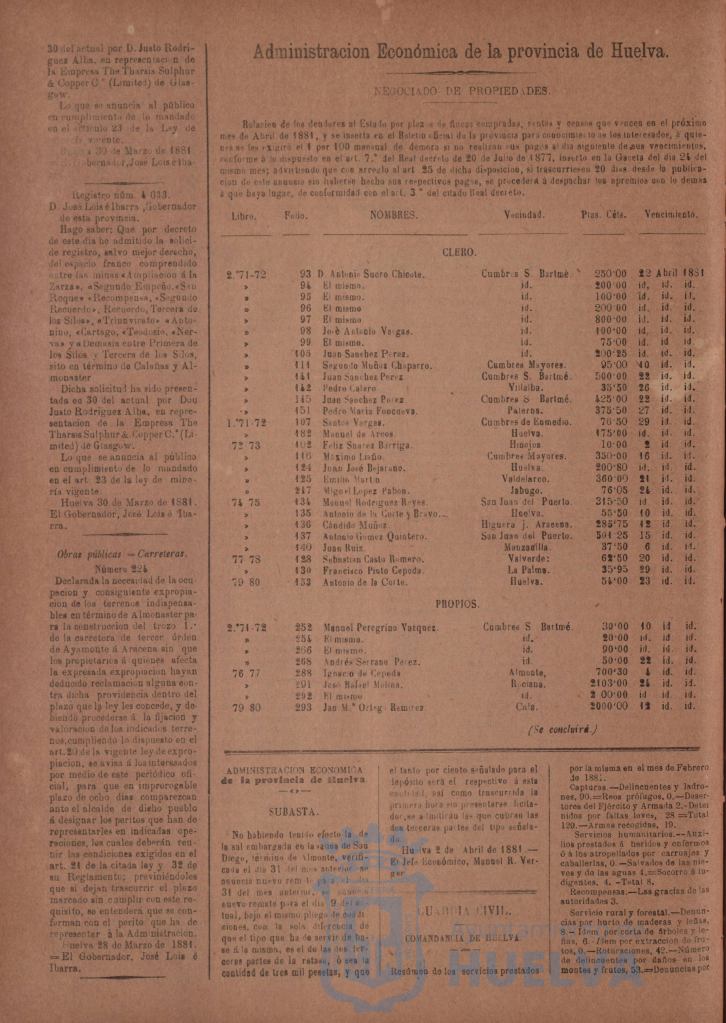 30 del actual por D. Justo Rodri-
guez Alba, en representacion de
la Empresa The Tharsis Sulphur
& Copper C.ª (Limited) de Glas-
gow.
Lo que se anuncia al público
en cumplimiento de lo mandado
en el artículo 23 de la Ley de
vigente.
30 de Marzo de 1881
Gobernador, José Lois é Iba-
Registro núm. 4 633.
D. José Lois é Ibarra, Gobernador
de esta provincia.
Hago saber: Que por decreto
de este dia he admitido la solici-
de registro, salvo mejor derecho,
del espacio franco comprendido
entre las minas «Ampliacion á la
Zarza», «Segundo Empeño, «San
Roque» «Recompensa, «Segundo
Recuerdo», Recuerdo, Tercera de
los Silos», «Triunvirato» «Anto-
nino, «Cartago, «Teodosio, «Ner-
va» y «Demasia entre Primera de
los Silos y Tercera de los Silos,
sito en término de Calañas y Al-
monaster
Dicha solicitud ha sido presen-
tada en 30 del actual por Don
Justo Rodriguez Alba, en repre-
sentacion de la Empresa The
Tharsis Sulphur & Copper C.ª (Li-
mited) de Glasgow.
Lo que se anuncia al público
en cumplimiento de lo mandado
en el art. 23 de la ley de mine-
ría vigente.
Huelva 30 de Marzo de 1881.
El Gobernador, José Lois é Iba-
rra.
Obras públicas = Carreteras.
Número 224
Declarada la necesidad de la ocu-
pacion y consiguiente expropia-
cion de los terrenos indispensa-
bles en término de Almonaster pa-
ra la construccion del trozo 1.º
de la carretera de tercer órden
de Ayamonte á Aracena sin que
los propietarios á quienes afecta
la expresada expropiacion hayan
deducido reclamacion alguna con-
tra dicha providencia dentro del
plazo que la ley les concede, y de-
biendo procederse á la fijacion y
valoracion de los indicados terre-
nos, cumpliendo lo dispuesto en el
art. 20 de la vigente ley de expro-
piacion, se avisa á los interesados
por medio de este periódico ofi-
cial, para que en improrogable
plazo de ocho dias comparezcan
ante el alcalde de dicho pueblo
á designar los peritos que han de
representarles en indicadas ope-
raciones, los cuales deberán reu-
nir las condiciones exigidas en el
art. 21 de la citada ley y 32 de
su Reglamento; previniéndoles
que si dejan trascurrir el plazo
marcado sin cumplir con este re-
quisito, se entenderá que se con-
forman con el perito que ha de
representar á la Administracion.
Huelva 28 de Marzo de 1881.
=El Gobernador, José Lois é
Ibarra.
Administracion Económica de la provincia de Huelva.
NEGOCIADO DE PROPIEDADES.
Relacion de los deudores al Estado por plazos de fincas compradas, rentas y censos que vencen en el próximo
mes de Abril de 1881, y se inserta en el Boletin oficial de la provincia para conocimiento de los interesados, á quie-
nes se les exigirá el 1 por 100 mensual de demora si no realizan sus pagos al dia siguiente de sus vencimientos,
conforme á lo dispuesto en el art. 7.º del Real decreto de 20 de Julio de 1877, inserto en la Gaceta del dia 24 del
mismo mes; advirtiendo que con arreglo al art 25 de dicha disposicion, si trascurriesen 20 dias desde la publica-
cion de este anuncio sin haberse hecho sus respectivos pagos, se procederá á despachar los apremios con lo demás
á que haya lugar, de conformidad con el art. 3.º del citado Real decreto.
Libro. Folio. NOMBRES. Vecindad. Ptas. Céts. Vencimiento.
CLERO.
2.º71-72 93 D. Antonio Suero Chicote. Cumbres S. Bartmé. 250'00 22 Abril 1881
» 94 El mismo. id. 200'00 id. id. id.
» 95 El mismo. id. 100'00 id. id. id.
» 96 El mismo id. 200'00 id. id. id.
» 97 El mismo. id. 800'00 id. id. id.
» 98 José Antonio Vargas. id. 100'00 id. id. id.
» 99 El mismo. id. 75'00 id. id. id.
» 105 Juan Sanchez Perez. id. 200'25 id. id. id.
» 111 Segundo Muñoz Chaparro. Cumbres Mayores. 95'00 10 id. id.
» 141 Juan Sanchez Perez Cumbres S. Bartmé. 500'00 22 id. id.
» 142 Pedro Calero Villalba. 35'50 26 id. id.
» 145 Juan Sanchez Perez Cumbres S Bartmé. 425'00 22 id. id.
» 151 Pedro Maria Foncueva. Paterna. 375'50 27 id. id.
1.º71-72 107 Santos Vargas. Cumbres de Enmedio. 76'50 29 id. id.
» 182 Manuel de Arcos. Huelva. 175'00 id. id. id.
72 73 102 Feliz Suarez Barriga. Hinojos 10'00 2 id. id.
» 116 Máximo Liaño. Cumbres Mayores. 350'00 16 id. id.
» 124 Juan José Bejarano. Huelva. 200'80 id. id. id.
» 125 Emilio Martin Valdelarco. 360'00 21 id. id.
» 217 Miguel Lopez Pabon. Jabugo. 76'05 24 id. id.
74 75 134 Manuel Rodriguez Reyes. San Juan del Puerto. 315'50 id id. id.
» 135 Antonio de la Corte y Bravo... Huelva. 55'50 10 id. id.
» 136 Cándido Muñoz. Higuera j. Aracena. 285'75 12 id. id.
» 137 Antonio Gomez Quintero. San Juan del Puerto. 501'25 15 id. id.
» 140 Juan Ruiz. Manzanilla. 37'50 6 id. id.
77-78 128 Sebastian Casto Romero. Valverde: 62'50 20 id. id.
» 130 Francisco Pinto Cepeda. La Palma. 35'95 29 id. id.
79 80 153 Antonio de la Corte. Huelva. 54'00 23 id. id.
PROPIOS.
2.º71-72 252 Manuel Peregrino Vazquez. Cumbres S Bartmé. 30'00 10 id. id.
» 254 El mismo. id. 20'00 id. id. id.
» 266 El mismo. id. 90'00 id. id. id.
» 268 Andrés Serrano Perez. id. 50'00 22 id. id.
76 77 288 Ignacio de Cepeda Almonte, 700'30 4 id. id.
» 291 José Rafael Molina. Rociana. 2103'00 24 id. id.
» 292 El mismo id. 2 00'00 id id. id.
79 80 293 Jan M.ª Ortega Ramirez. Cala. 2000'00 12 id. id.
(Se concluirá.)
ADMINISTRACION ECONOMICA
de la provincia de Huelva
SUBASTA.
No habiendo tenido efecto la de
la sal embargada en la salina de San
Diego, término de Almonte, verifi-
cada el dia 31 del mes anterior se
anuncia nuevo rem
31 del mes anterior
nuevo remate para el dia 9 del ac-
tual, bajo el mismo pliego de condi-
ciones, con la sola diferencia de
que el tipo que ha de servir de ba-
se á la misma, es el de las dos ter-
ceras partes de la retasa, ó sea la
cantidad de tres mil pesetas, y que
el tanto por ciento señalado para el
depósito será el respectivo á esta
cantidad, así como trascurrida la
primera hora sin presentarse licita-
dor, se admitirán las que cubran las
dos terceras partes del tipo señala-
do.
Huelva 2 de Abril de 1881.—
El Jefe Económico, Manuel R. Ver-
ger
GUARDIA CIVIL.
COMANDANCIA DE HUELVA
Resúmen de los servicios prestados
por la misma en el mes de Febrero
de 1881.
Capturas.—Delincuentes y ladro-
nes, 90.=Reos prófugos, 0.—Deser-
tores del Ejército y Armada 2.-Dete
nidos por faltas leves, 28 =Total
120.—Armas recogidas, 19.
Servicios humanitarios.—Auxi-
lios prestados á heridos y enfermos
ó á los atropellados por carruajes y
caballerías, 0.—Salvados de las nie-
ves y de las aguas 4.=Socorro á in-
digentes, 4. -Total 8.
Recompensas.—Las gracias de las
autoridades 3.
Servicio rural y forestal.—Denun-
cias por hurto de maderas y leñas,
8.-Idem por corta de árboles y le-
ñas, 6 -Idem por extraccion de fru-
tos, 0.—Roturaciones, 42.—Número
de delincuentes por daños en los
montes y frutos, 53.=Denuncias por
HUELVA